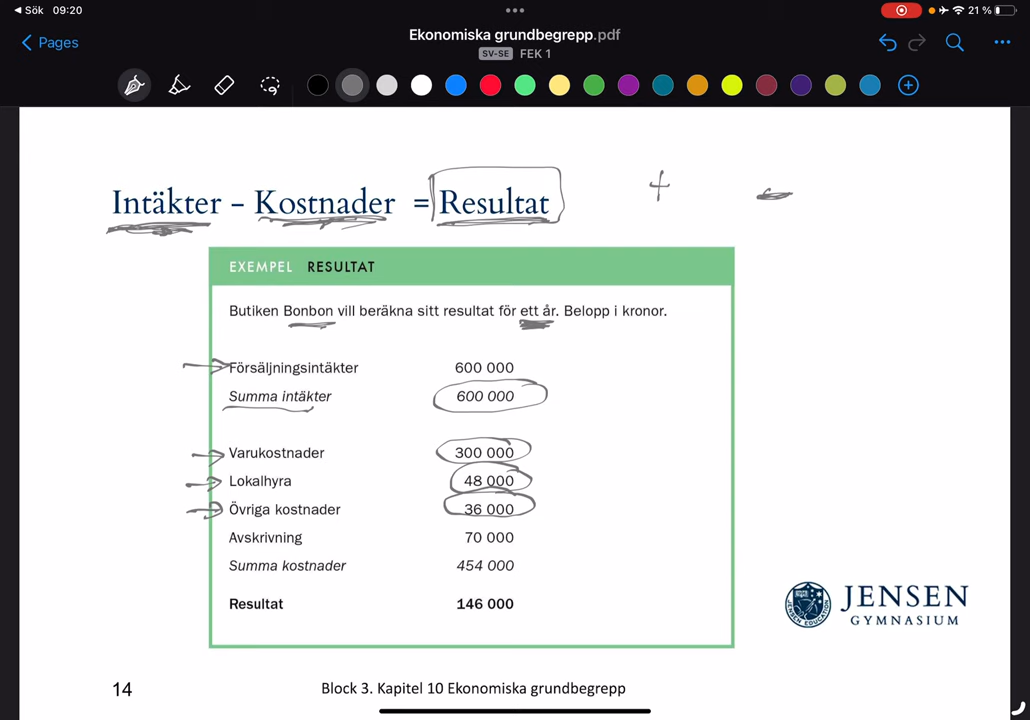 Sök 09:20
21 %
Pages
Ekonomiska grundbegrepp.pdf
SV-SE FEK 1
Intäkter – Kostnader = Resultat + -
EXEMPEL RESULTAT
Butiken Bonbon vill beräkna sitt resultat för ett år. Belopp i kronor.
Försäljningsintäkter 600 000
Summa intäkter 600 000
Varukostnader 300 000
Lokalhyra 48 000
Övriga kostnader 36 000
Avskrivning 70 000
Summa kostnader 454 000
Resultat 146 000
JENSEN EDUCATION
JENSEN
GYMNASIUM
14 Block 3. Kapitel 10 Ekonomiska grundbegrepp